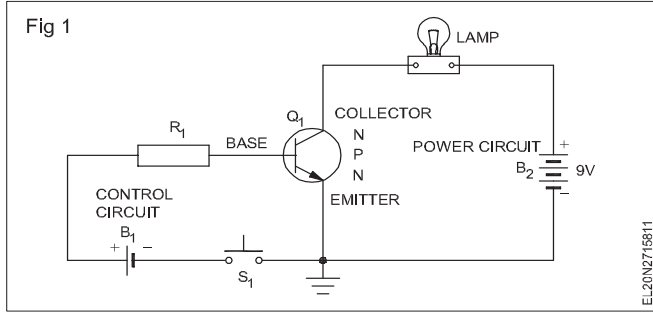 Fig 1
LAMP
Q1
COLLECTOR
R1
BASE
N
P
N
POWER CIRCUIT
+
B2
9V
–
EMITTER
CONTROL
CIRCUIT
B1
+ –
S1
EL20N2715811